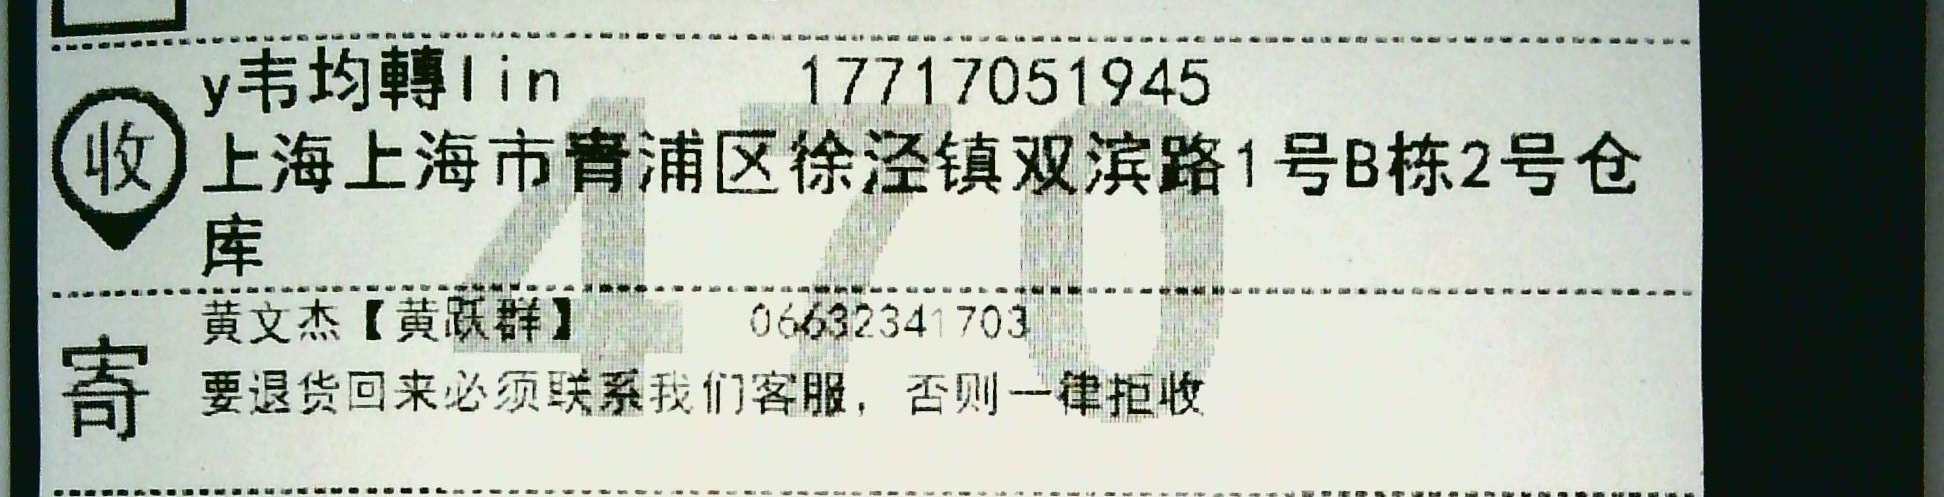 y韦均轉lin 17717051945
收
上海上海市青浦区徐泾镇双滨路1号B栋2号仓
库
470
黄文杰【黄跃群】 06632341703
寄
要退货回来必须联系我们客服，否则一律拒收